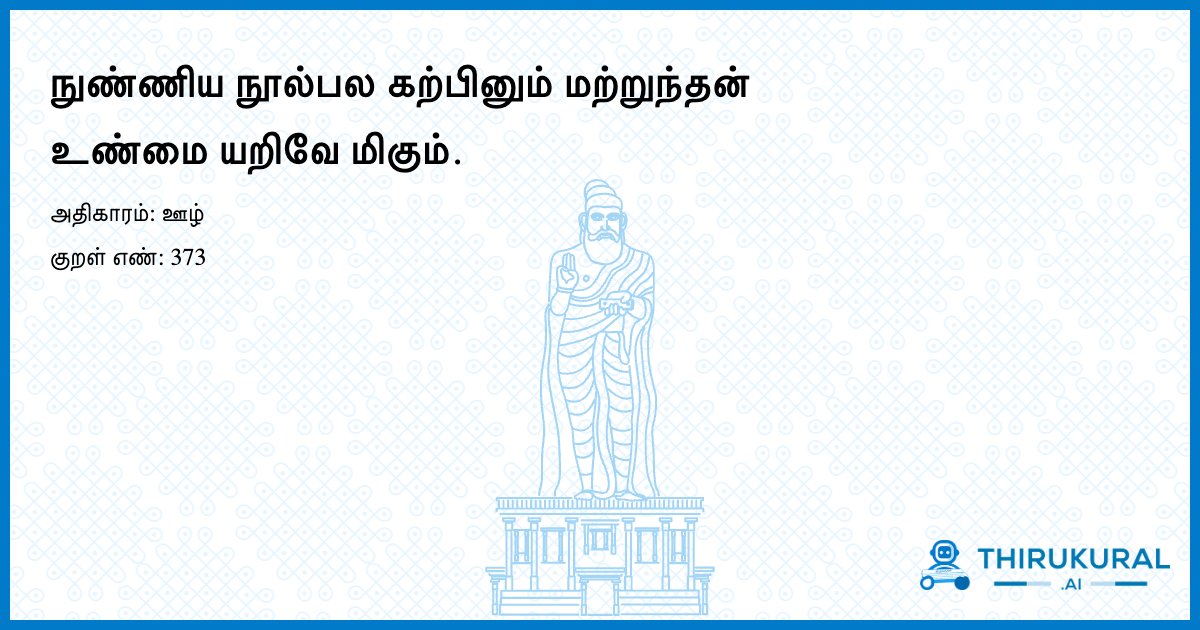 நுண்ணிய நூல்பல கற்பினும் மற்றுந்தன்
உண்மை யறிவே மிகும்.
அதிகாரம்: ஊழ்
குறள் எண்: 373
THIRUKURAL
.AI